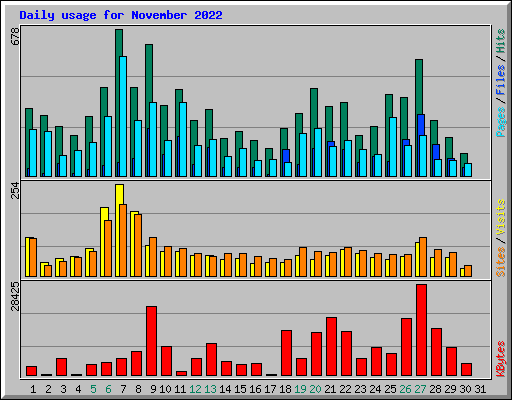 Daily usage for November 2022
678
Pages / Files / Hits
254
Sites / Visits
28425
KBytes
1 2 3 4 5 6 7 8 9 10 11 12 13 14 15 16 17 18 19 20 21 22 23 24 25 26 27 28 29 30 31